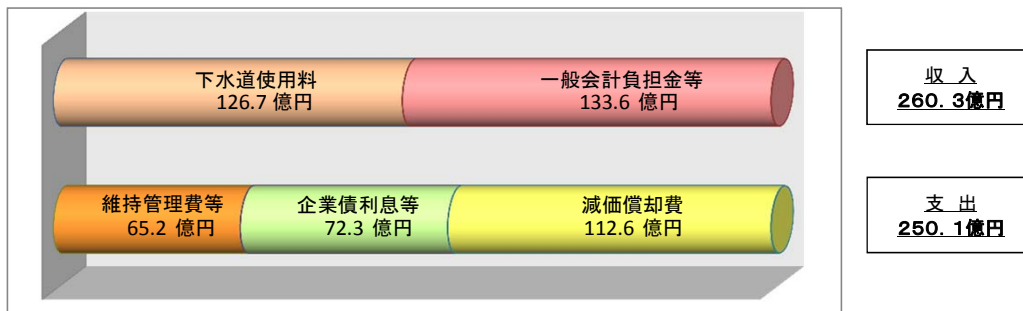 下水道使用料
126.7 億円
一般会計負担金等
133.6 億円
収 入
260. 3億円
維持管理費等
65.2 億円
企業債利息等
72.3 億円
減価償却費
112.6 億円
支 出
250. 1億円